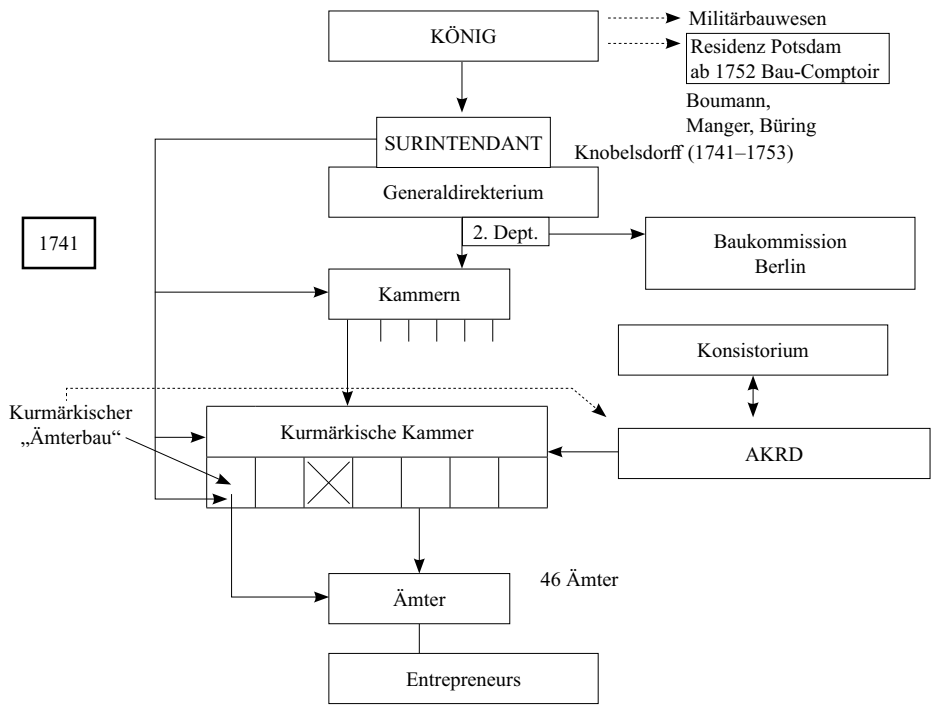 KÖNIG
Militärbauwesen
Residenz Potsdam
ab 1752 Bau-Comptoir
Boumann,
Manger, Büring
SURINTENDANT
Knobelsdorff (1741–1753)
Generaldirekterium
1741
2. Dept.
Baukommission
Berlin
Kammern
Konsistorium
Kurmärkischer
„Ämterbau“
Kurmärkische Kammer
AKRD
46 Ämter
Ämter
Entrepreneurs